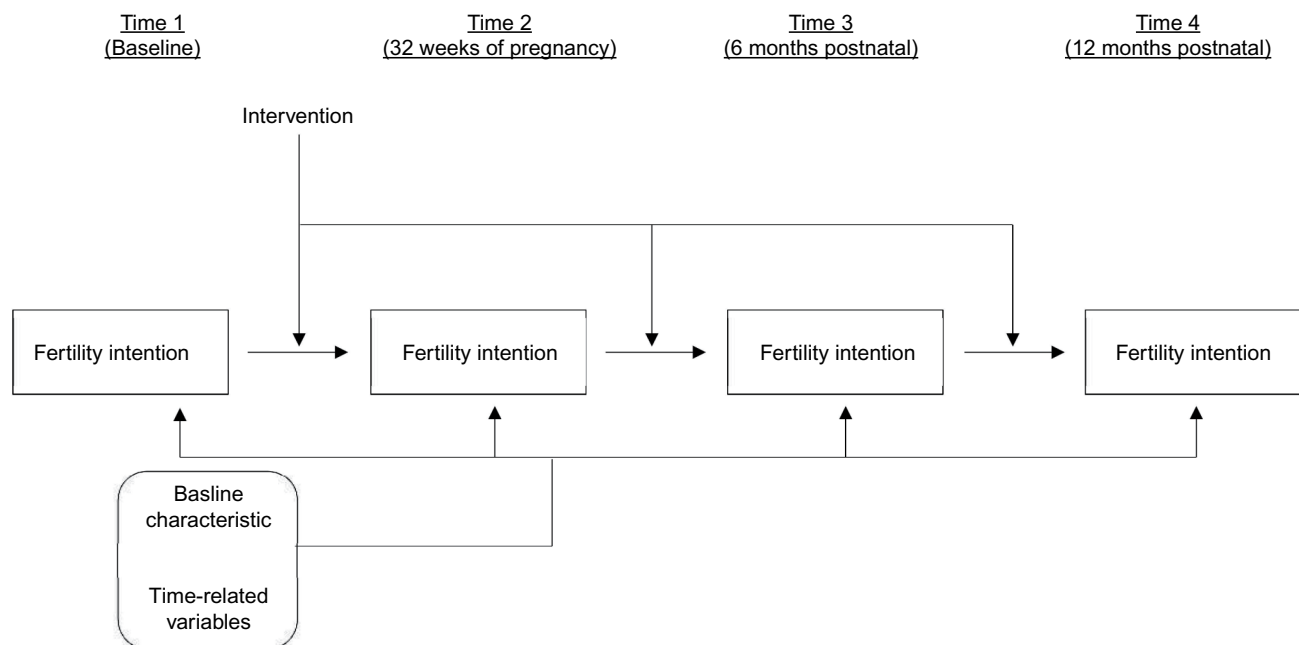 Time 1
(Baseline)
Time 2
(32 weeks of pregnancy)
Time 3
(6 months postnatal)
Time 4
(12 months postnatal)
Intervention
Fertility intention
Fertility intention
Fertility intention
Fertility intention
Basline
characteristic
Time-related
variables